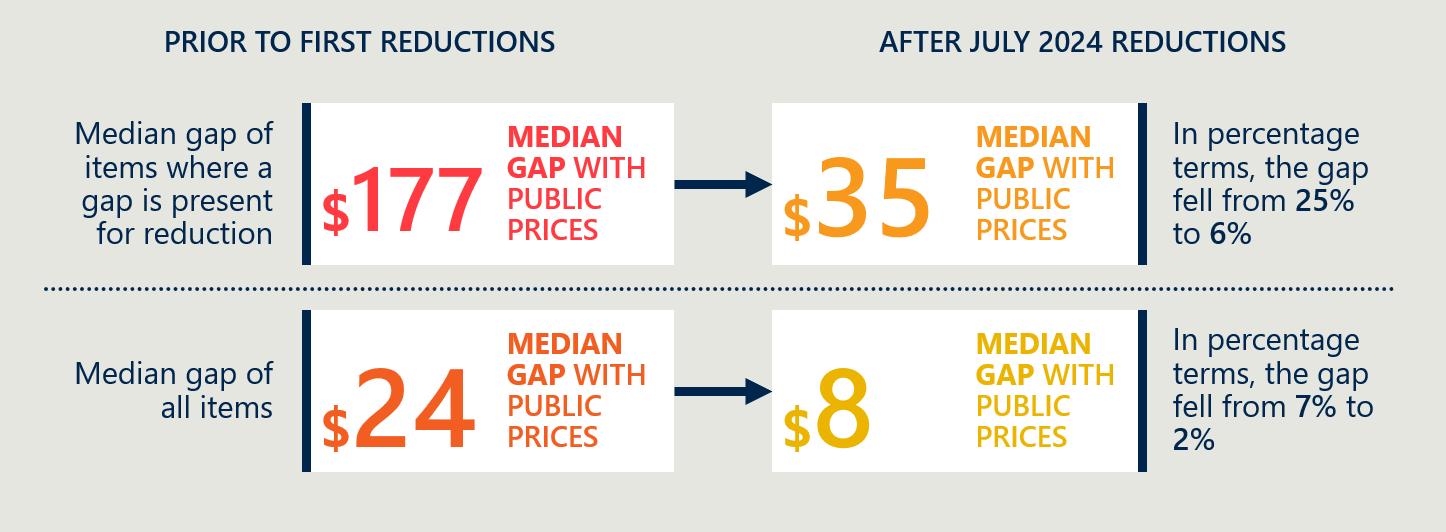 PRIOR TO FIRST REDUCTIONS
AFTER JULY 2024 REDUCTIONS
Median gap of
items where a
gap is present
for reduction
$177
MEDIAN
GAP WITH
PUBLIC
PRICES
$35
MEDIAN
GAP WITH
PUBLIC
PRICES
In percentage
terms, the gap
fell from 25%
to 6%
Median gap of
all items
$24
MEDIAN
GAP WITH
PUBLIC
PRICES
$8
MEDIAN
GAP WITH
PUBLIC
PRICES
In percentage
terms, the gap
fell from 7% to
2%